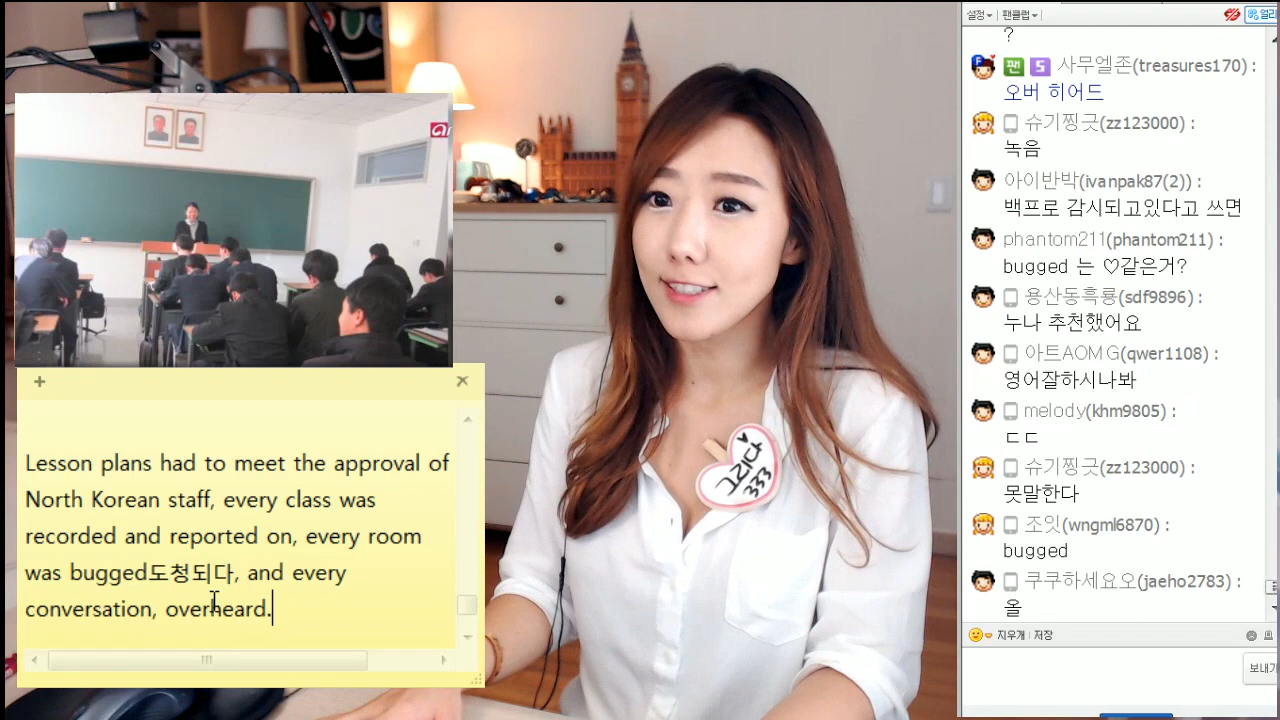 Lesson plans had to meet the approval of
North Korean staff, every class was
recorded and reported on, every room
was bugged도청되다, and every
conversation, overheard.
그리다
333
설정 팬클럽
?
팬 S 사무엘존(treasures170) :
오버 히어드
슈기찡긋(zz123000) :
녹음
아이반박(ivanpak87(2)) :
백프로 감시되고있다고 쓰면
phantom211(phantom211) :
bugged 는 ♡같은거?
용산동흑룡(sdf9896) :
누나 추천했어요
아트AOMG(qwer1108) :
영어잘하시나봐
melody(khm9805) :
ㄷㄷ
슈기찡긋(zz123000) :
못말한다
조잇(wngml6870) :
bugged
쿠쿠하세요오(jaeho2783) :
올
지우개 저장